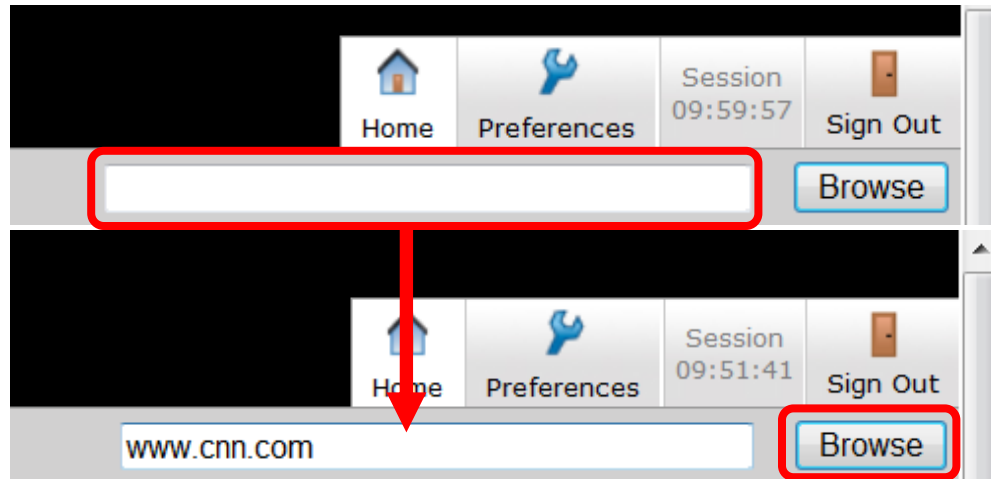 Session
09:59:57
Home Preferences Sign Out
Browse
Session
09:51:41
Home Preferences Sign Out
www.cnn.com Browse